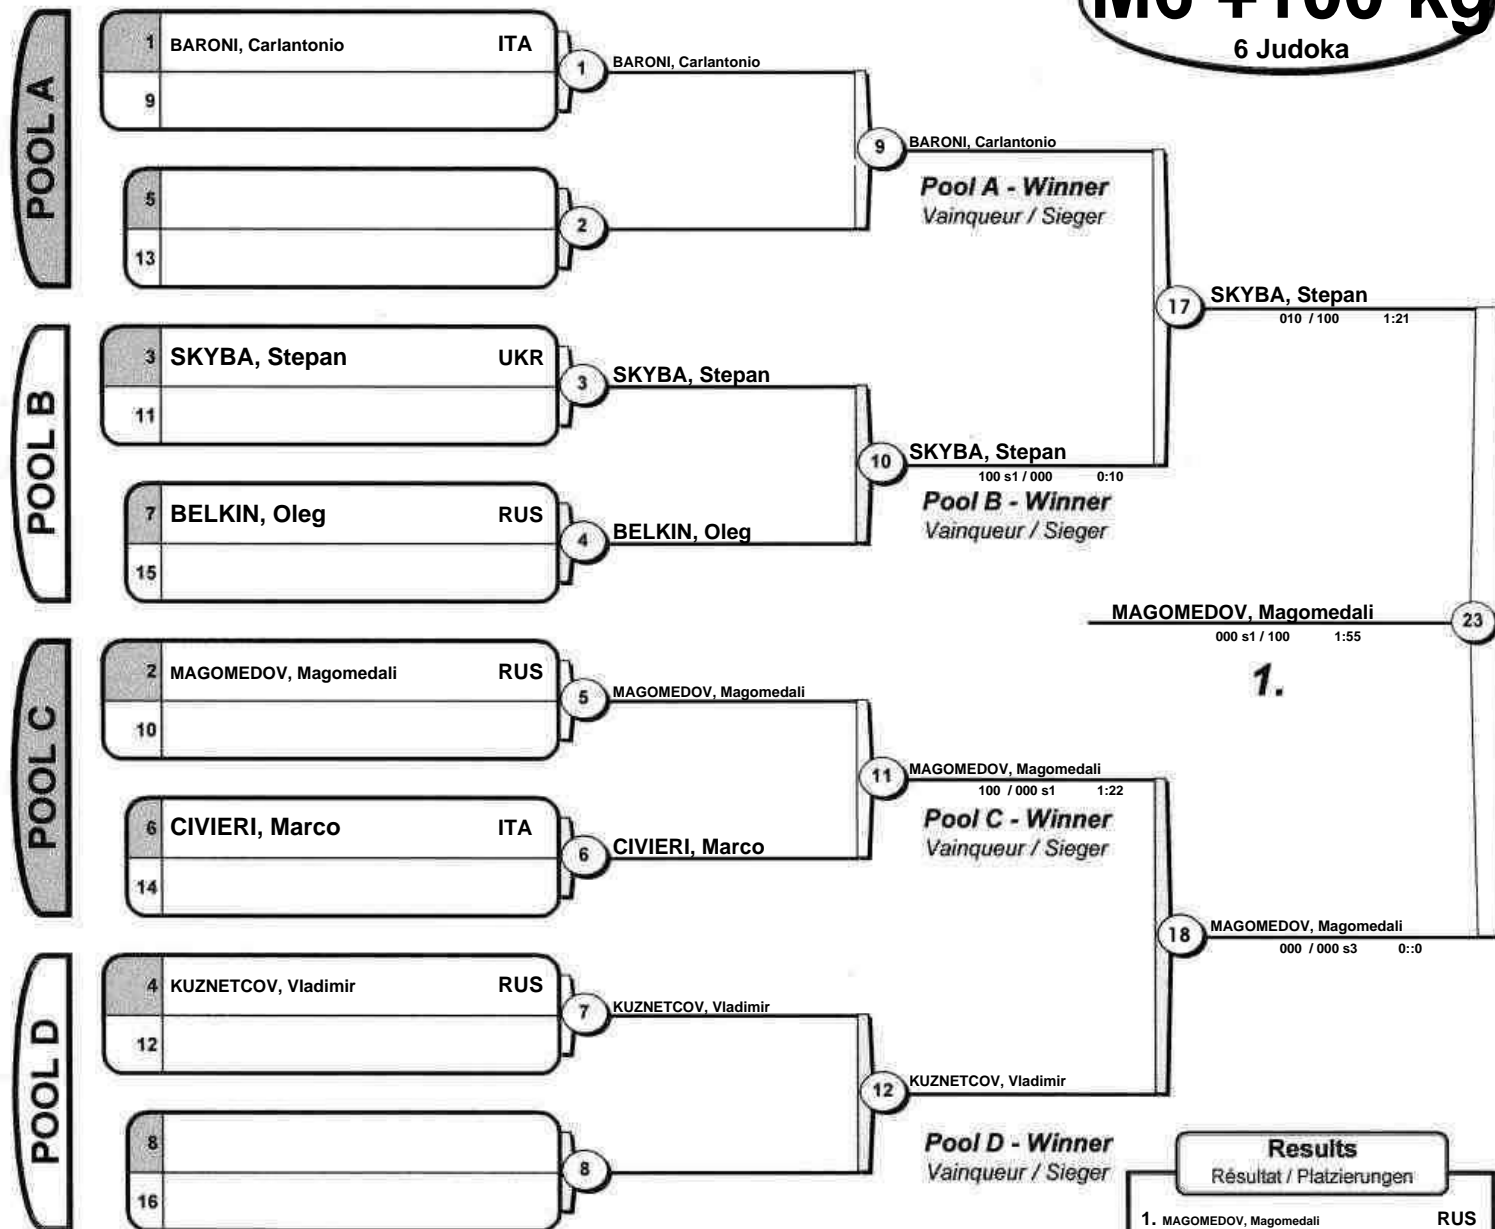 M6 +100 kg
6 Judoka
POOL A
1 BARONI, Carlantonio ITA
9
5
13
1 BARONI, Carlantonio
2
9 BARONI, Carlantonio
Pool A - Winner
Vainqueur / Sieger
POOL B
3 SKYBA, Stepan UKR
11
7 BELKIN, Oleg RUS
15
3 SKYBA, Stepan
4 BELKIN, Oleg
10 SKYBA, Stepan
100 s1 / 000 0:10
Pool B - Winner
Vainqueur / Sieger
17 SKYBA, Stepan
010 / 100 1:21
POOL C
2 MAGOMEDOV, Magomedali RUS
10
6 CIVIERI, Marco ITA
14
5 MAGOMEDOV, Magomedali
6 CIVIERI, Marco
11 MAGOMEDOV, Magomedali
100 / 000 s1 1:22
Pool C - Winner
Vainqueur / Sieger
MAGOMEDOV, Magomedali 23
000 s1 / 100 1:55
1.
POOL D
4 KUZNETCOV, Vladimir RUS
12
8
16
7 KUZNETCOV, Vladimir
8
12 KUZNETCOV, Vladimir
Pool D - Winner
Vainqueur / Sieger
18 MAGOMEDOV, Magomedali
000 / 000 s3 0::0
Results
Résultat / Platzierungen
1. MAGOMEDOV, Magomedali RUS